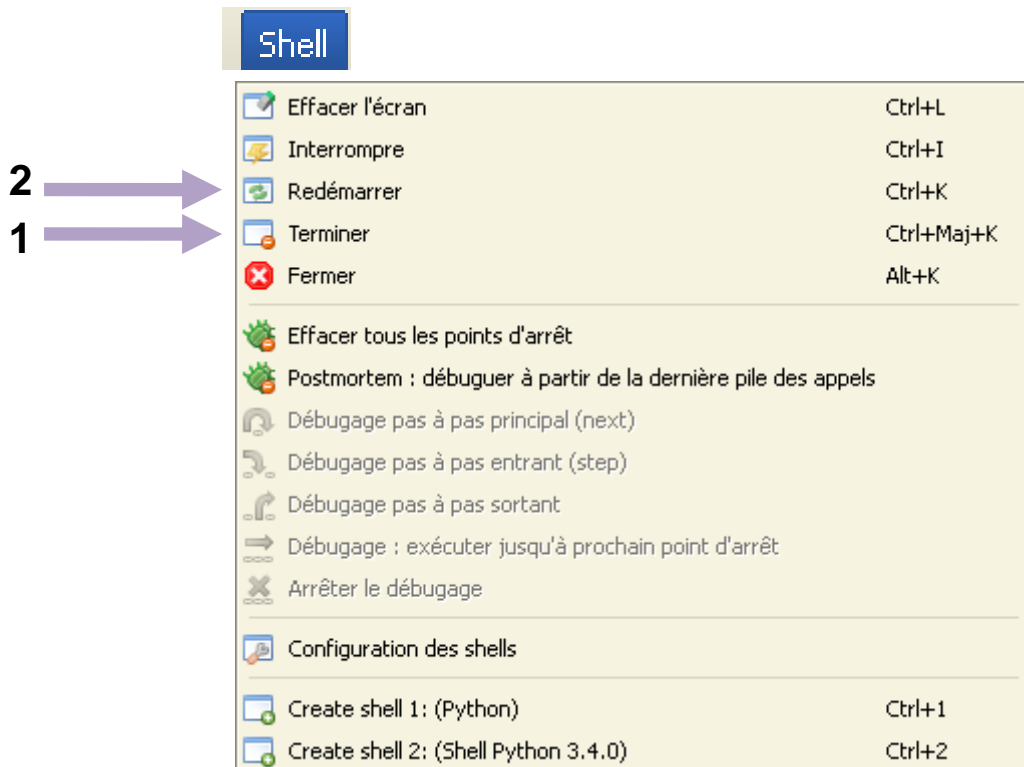 Shell
Effacer l'écran Ctrl+L
Interrompre Ctrl+I
2 Redémarrer Ctrl+K
1 Terminer Ctrl+Maj+K
Fermer Alt+K
Effacer tous les points d'arrêt
Postmortem : débuguer à partir de la dernière pile des appels
Débugage pas à pas principal (next)
Débugage pas à pas entrant (step)
Débugage pas à pas sortant
Débugage : exécuter jusqu'à prochain point d'arrêt
Arrêter le débugage
Configuration des shells
Create shell 1: (Python) Ctrl+1
Create shell 2: (Shell Python 3.4.0) Ctrl+2